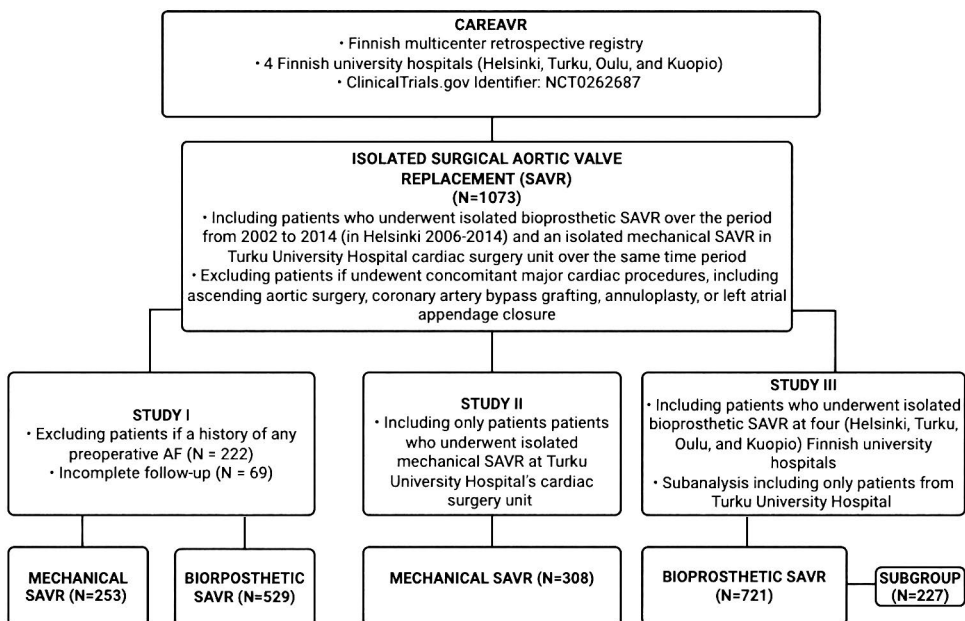 CAREAVR
• Finnish multicenter retrospective registry
• 4 Finnish university hospitals (Helsinki, Turku, Oulu, and Kuopio)
• ClinicalTrials.gov Identifier: NCT0262687
ISOLATED SURGICAL AORTIC VALVE
REPLACEMENT (SAVR)
(N=1073)
• Including patients who underwent isolated bioprosthetic SAVR over the period
from 2002 to 2014 (in Helsinki 2006-2014) and an isolated mechanical SAVR in
Turku University Hospital cardiac surgery unit over the same time period
• Excluding patients if undewent concomitant major cardiac procedures, including
ascending aortic surgery, coronary artery bypass grafting, annuloplasty, or left atrial
appendage closure
STUDY I
• Excluding patients if a history of any
preoperative AF (N = 222)
• Incomplete follow-up (N = 69)
STUDY II
• Including only patients patients
who underwent isolated
mechanical SAVR at Turku
University Hospital's cardiac
surgery unit
STUDY III
• Including patients who underwent isolated
bioprosthetic SAVR at four (Helsinki, Turku,
Oulu, and Kuopio) Finnish university
hospitals
• Subanalysis including only patients from
Turku University Hospital
MECHANICAL
SAVR (N=253)
BIORPOSTHETIC
SAVR (N=529)
MECHANICAL SAVR (N=308)
BIOPROSTHETIC SAVR
(N=721)
SUBGROUP
(N=227)